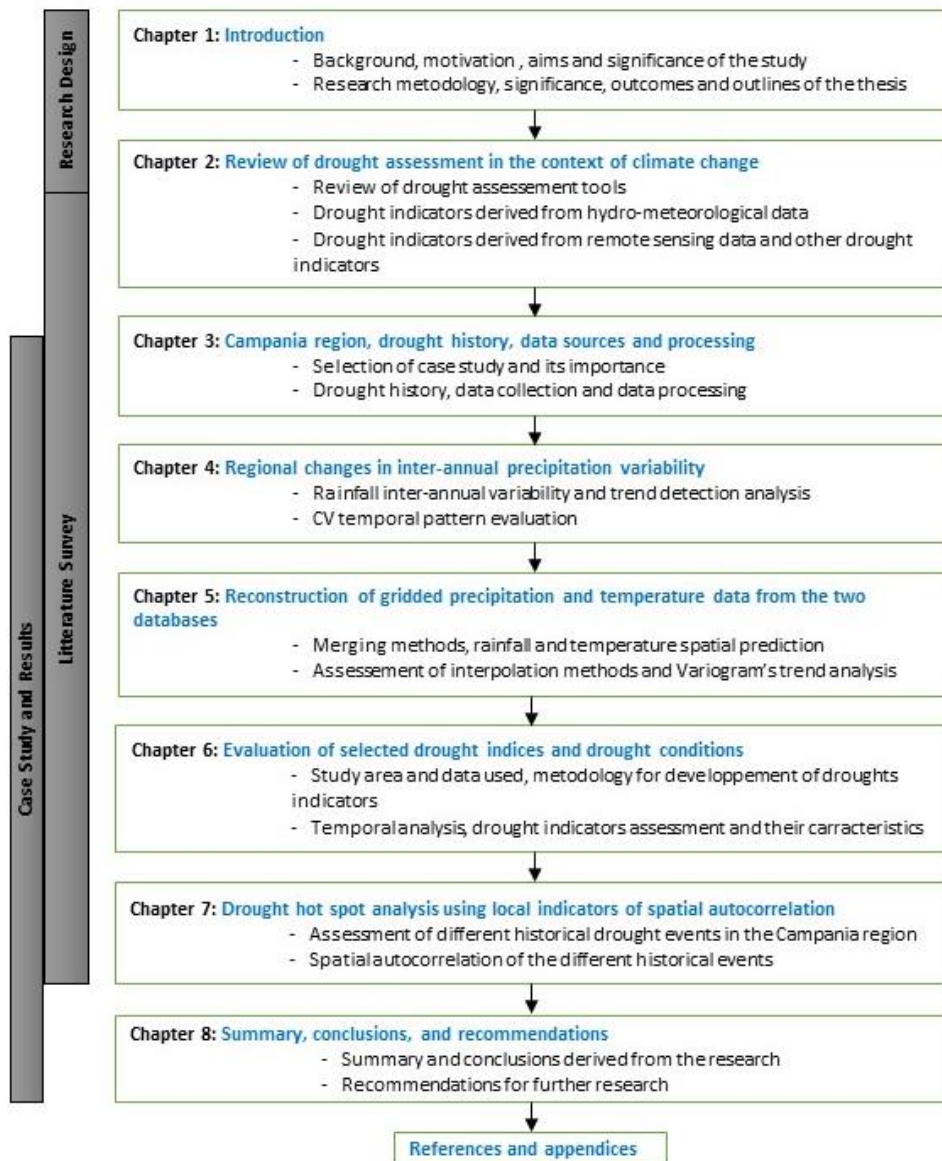 Research Design
Litterature Survey
Case Study and Results
Chapter 1: Introduction
- Background, motivation , aims and significance of the study
- Research metodology, significance, outcomes and outlines of the thesis
Chapter 2: Review of drought assessment in the context of climate change
- Review of drought assessement tools
- Drought indicators derived from hydro-meteorological data
- Drought indicators derived from remote sensing data and other drought
indicators
Chapter 3: Campania region, drought history, data sources and processing
- Selection of case study and its importance
- Drought history, data collection and data processing
Chapter 4: Regional changes in inter-annual precipitation variability
- Rainfall inter-annual variability and trend detection analysis
- CV temporal pattern evaluation
Chapter 5: Reconstruction of gridded precipitation and temperature data from the two
databases
- Merging methods, rainfall and temperature spatial prediction
- Assessment of interpolation methods and Variogram's trend analysis
Chapter 6: Evaluation of selected drought indices and drought conditions
- Study area and data used, metodology for developpement of droughts
indicators
- Temporal analysis, drought indicators assessment and their carracteristics
Chapter 7: Drought hot spot analysis using local indicators of spatial autocorrelation
- Assessment of different historical drought events in the Campania region
- Spatial autocorrelation of the different historical events
Chapter 8: Summary, conclusions, and recommendations
- Summary and conclusions derived from the research
- Recommendations for further research
References and appendices